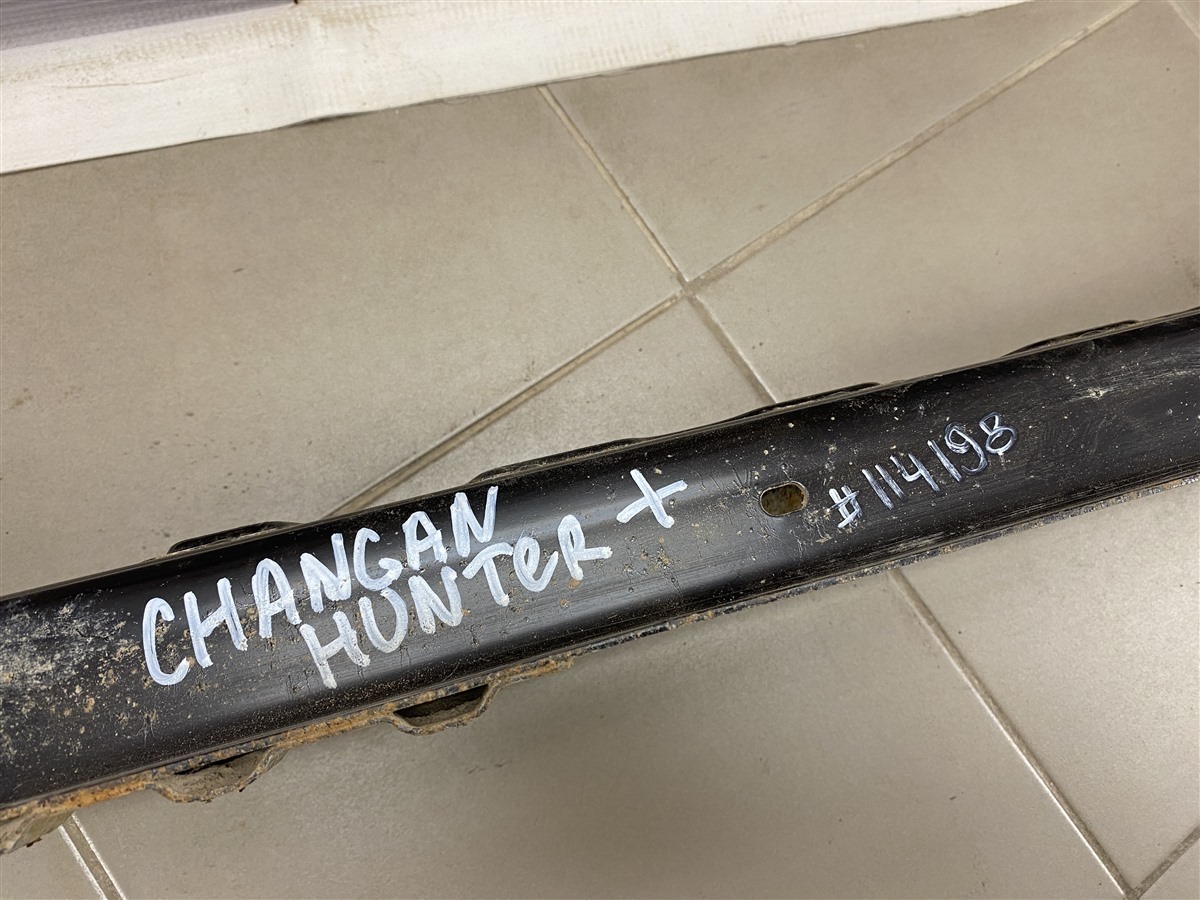 CHANGAN
HUNTER +
#114198